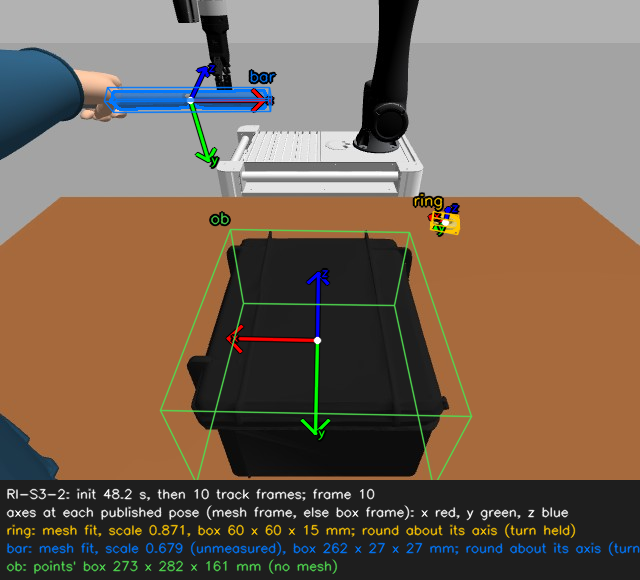 z
bar
x
y
ring
z
y
ob
z
x
y
RI-S3-2: init 48.2 s, then 10 track frames; frame 10
axes at each published pose (mesh frame, else box frame): x red, y green, z blue
ring: mesh fit, scale 0.871, box 60 x 60 x 15 mm; round about its axis (turn held)
bar: mesh fit, scale 0.679 (unmeasured), box 262 x 27 x 27 mm; round about its axis (turn
ob: points' box 273 x 282 x 161 mm (no mesh)